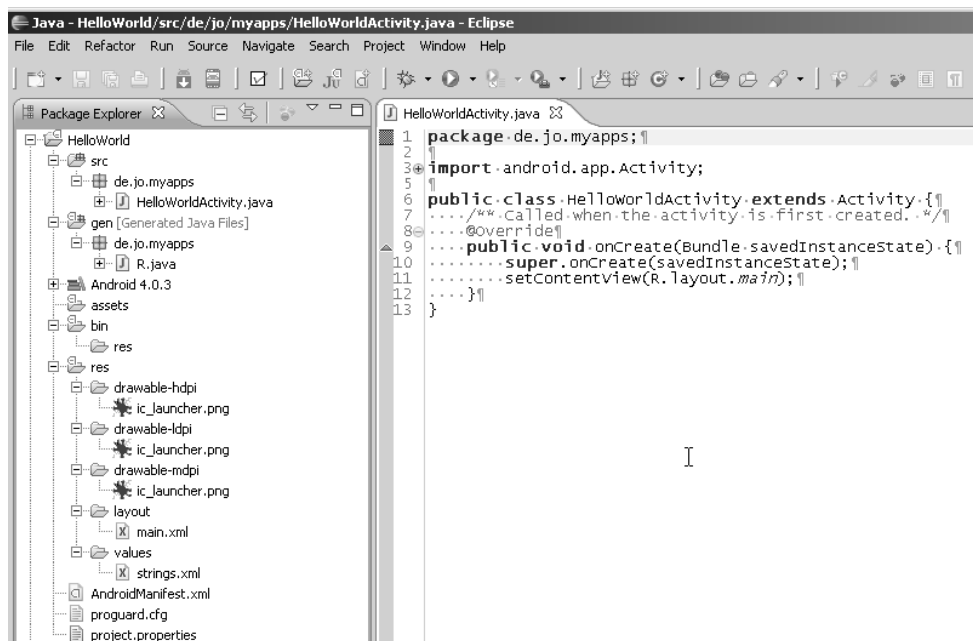 Java - HelloWorld/src/de/jo/myapps/HelloWorldActivity.java - Eclipse
File Edit Refactor Run Source Navigate Search Project Window Help
Package Explorer
HelloWorld
src
de.jo.myapps
HelloWorldActivity.java
gen [Generated Java Files]
de.jo.myapps
R.java
Android 4.0.3
assets
bin
res
res
drawable-hdpi
ic_launcher.png
drawable-ldpi
ic_launcher.png
drawable-mdpi
ic_launcher.png
layout
main.xml
values
strings.xml
AndroidManifest.xml
proguard.cfg
project.properties
HelloWorldActivity.java
1 package·de.jo.myapps;¶
2 ¶
3 import·android.app.Activity;
5 ¶
6 public·class·HelloWorldActivity·extends·Activity·{¶
7 ····/**·Called·when·the·activity·is·first·created.·*/¶
8 ····@Override¶
9 ····public·void·onCreate(Bundle·savedInstanceState)·{¶
10 ········super.onCreate(savedInstanceState);¶
11 ········setContentView(R.layout.main);¶
12 ····}¶
13 }